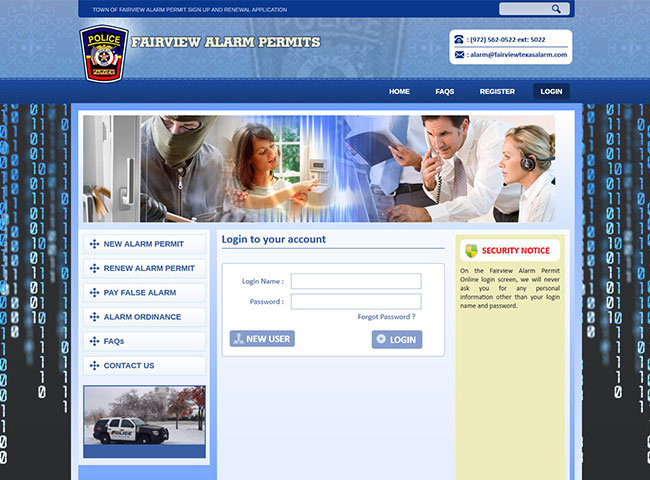 TOWN OF FAIRVIEW ALARM PERMIT SIGN UP AND RENEWAL APPLICATION
POLICE
FAIRVIEW
FAIRVIEW ALARM PERMITS
: (972) 562-0522 ext: 5022
: alarm@fairviewtexasalarm.com
HOME FAQS REGISTER LOGIN
NEW ALARM PERMIT
RENEW ALARM PERMIT
PAY FALSE ALARM
ALARM ORDINANCE
FAQs
CONTACT US
POLICE
Login to your account
Login Name :
Password :
Forgot Password ?
NEW USER LOGIN
SECURITY NOTICE
On the Fairview Alarm Permit
Online login screen, we will never
ask you for any personal
information other than your login
name and password.